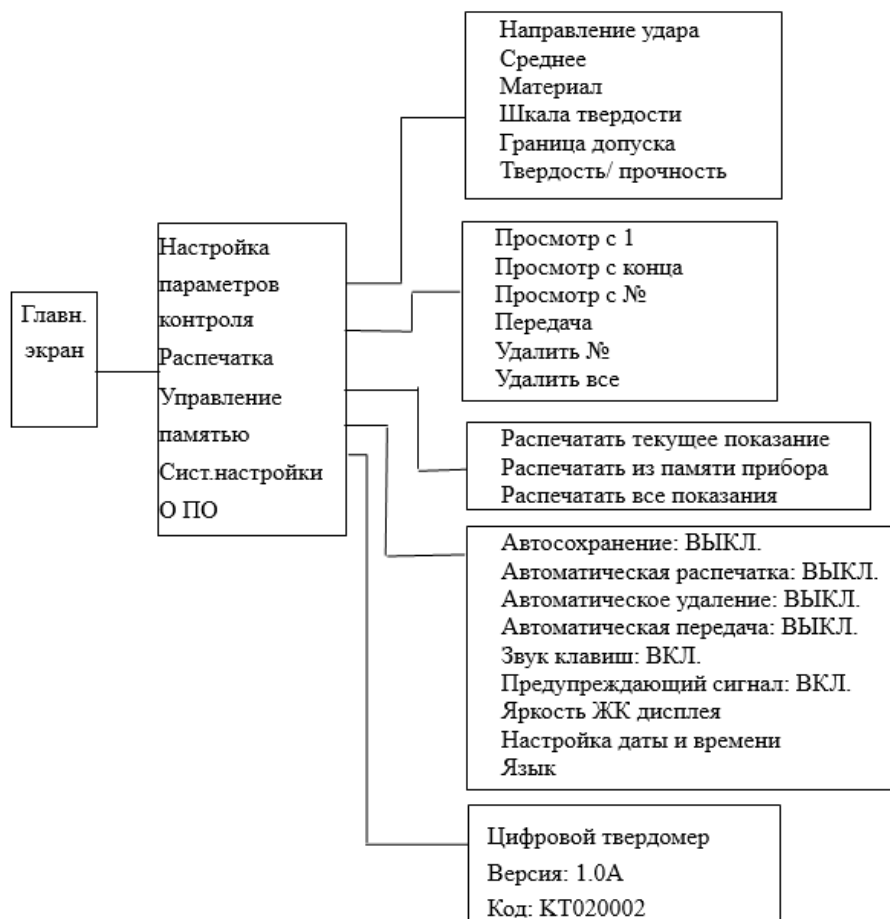 Главн.
экран
Настройка
параметров
контроля
Распечатка
Управление
памятью
Сист.настройки
О ПО
Направление удара
Среднее
Материал
Шкала твердости
Граница допуска
Твердость/ прочность
Просмотр с 1
Просмотр с конца
Просмотр с №
Передача
Удалить №
Удалить все
Распечатать текущее показание
Распечатать из памяти прибора
Распечатать все показания
Автосохранение: ВЫКЛ.
Автоматическая распечатка: ВЫКЛ.
Автоматическое удаление: ВЫКЛ.
Автоматическая передача: ВЫКЛ.
Звук клавиш: ВКЛ.
Предупреждающий сигнал: ВКЛ.
Яркость ЖК дисплея
Настройка даты и времени
Язык
Цифровой твердомер
Версия: 1.0А
Код: КТ020002